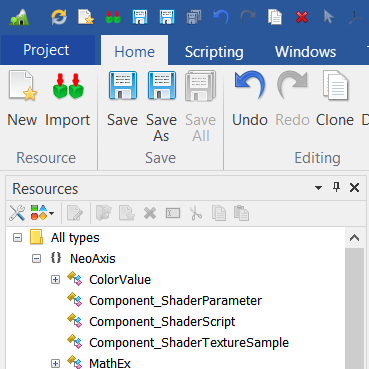 Project Home Scripting Windows
New Import Save Save As Save All Undo Redo Clone
Resource Save Editing
Resources
All types
{} NeoAxis
ColorValue
Component_ShaderParameter
Component_ShaderScript
Component_ShaderTextureSample
MathEx